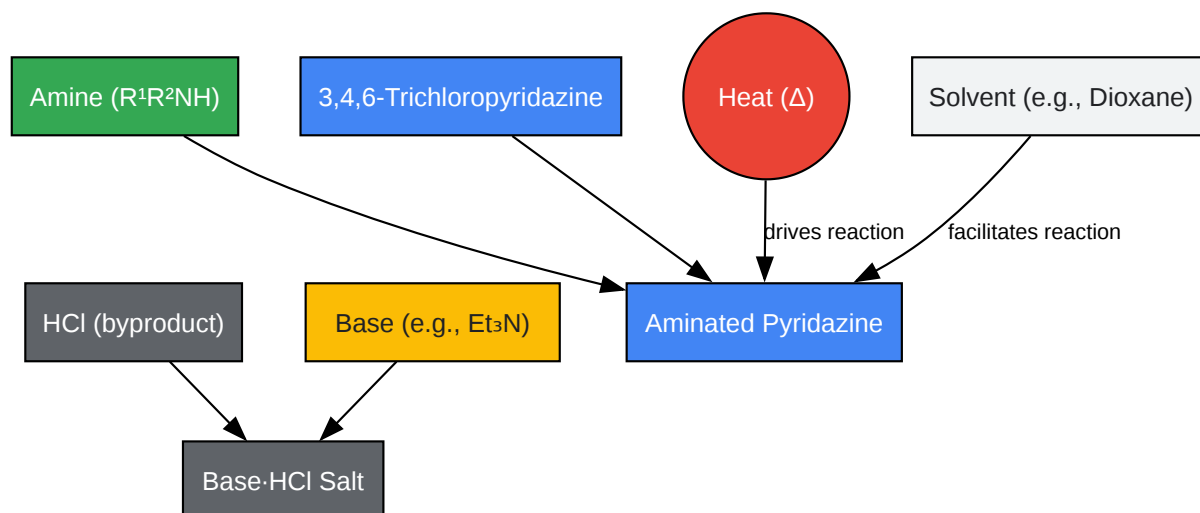 Amine (R¹R²NH)
3,4,6-Trichloropyridazine
Heat (Δ)
Solvent (e.g., Dioxane)
drives reaction
facilitates reaction
HCl (byproduct)
Base (e.g., Et₃N)
Aminated Pyridazine
Base·HCl Salt